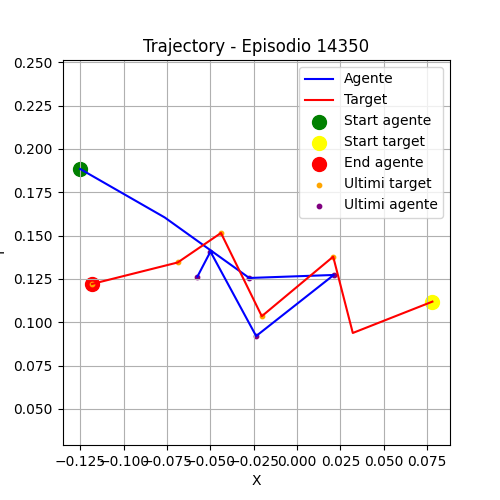 Trajectory - Episodio 14350
Agente
Target
Start agente
Start target
End agente
Ultimi target
Ultimi agente
0.250
0.225
0.200
0.175
0.150
0.125
0.100
0.075
0.050
−0.125 −0.100 −0.075 −0.050 −0.025 0.000 0.025 0.050 0.075
X